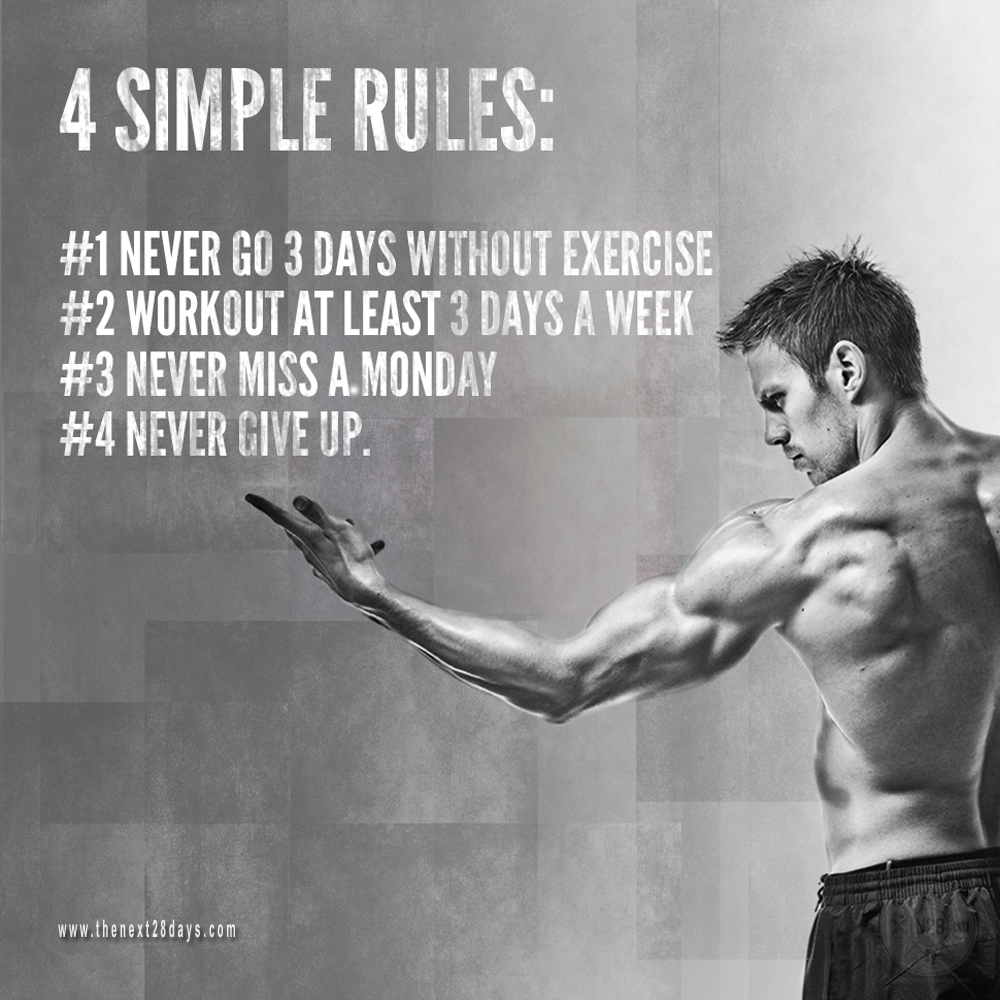 4 SIMPLE RULES:
#1 NEVER GO 3 DAYS WITHOUT EXERCISE
#2 WORKOUT AT LEAST 3 DAYS A WEEK
#3 NEVER MISS A MONDAY
#4 NEVER GIVE UP.
www.thenext28days.com